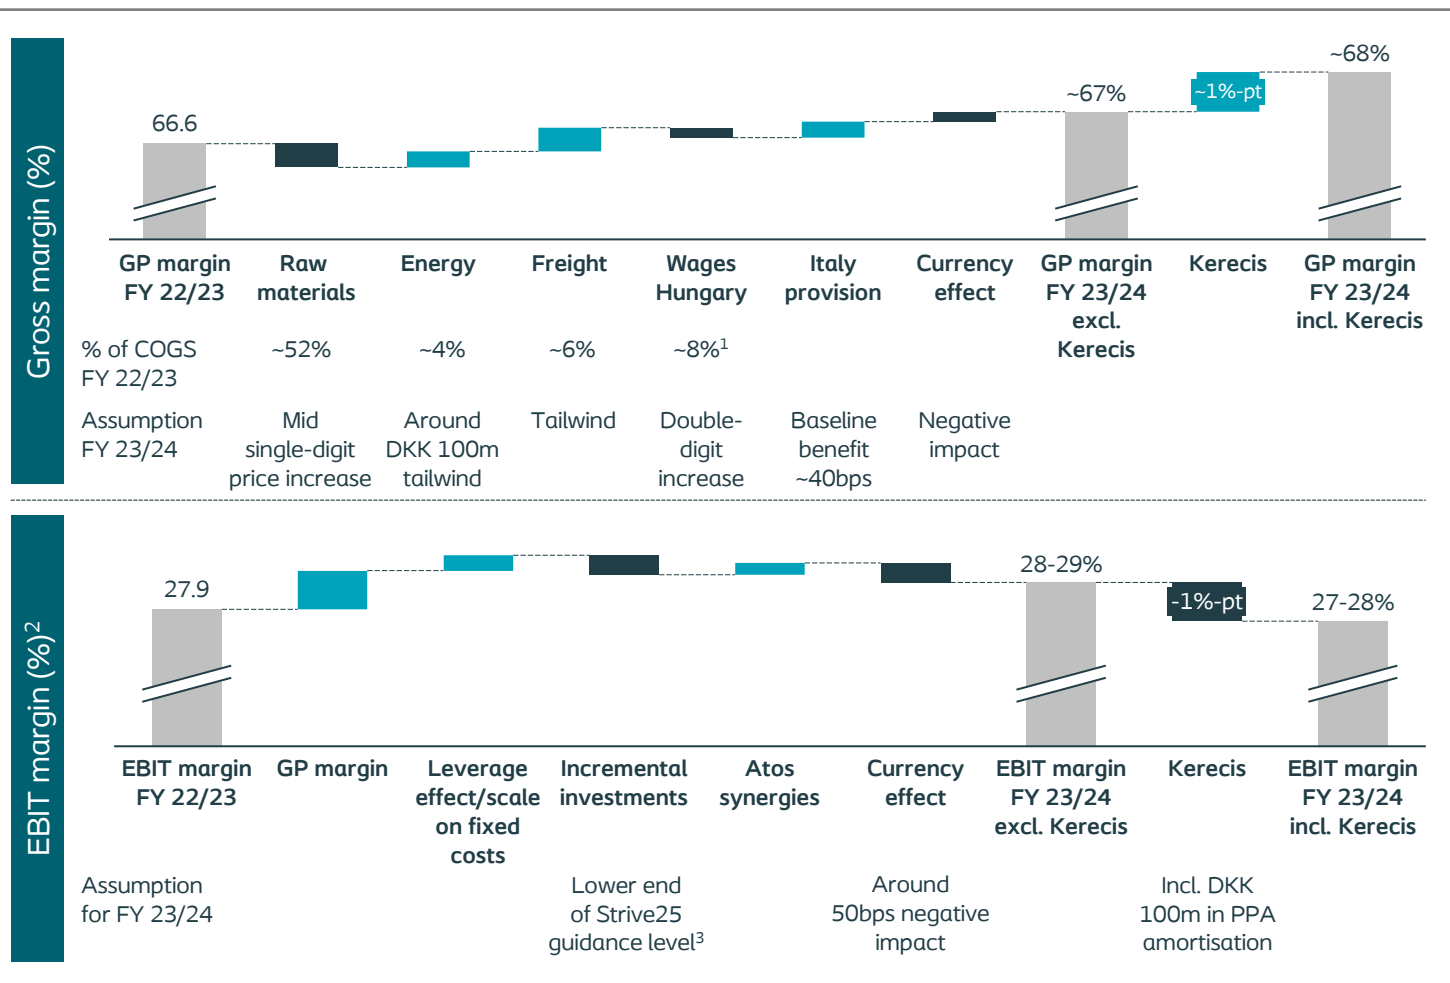 Gross margin (%)
66.6
~67%
~1%-pt
~68%
GP margin
FY 22/23
Raw
materials
Energy
Freight
Wages
Hungary
Italy
provision
Currency
effect
GP margin
FY 23/24
excl.
Kerecis
Kerecis
GP margin
FY 23/24
incl. Kerecis
% of COGS
FY 22/23
~52%
~4%
~6%
~8%¹
Assumption
FY 23/24
Mid
single-digit
price increase
Around
DKK 100m
tailwind
Tailwind
Double-
digit
increase
Baseline
benefit
~40bps
Negative
impact
EBIT margin (%)²
27.9
28-29%
-1%-pt
27-28%
EBIT margin
FY 22/23
GP margin
Leverage
effect/scale
on fixed
costs
Incremental
investments
Atos
synergies
Currency
effect
EBIT margin
FY 23/24
excl. Kerecis
Kerecis
EBIT margin
FY 23/24
incl. Kerecis
Assumption
for FY 23/24
Lower end
of Strive25
guidance level³
Around
50bps negative
impact
Incl. DKK
100m in PPA
amortisation